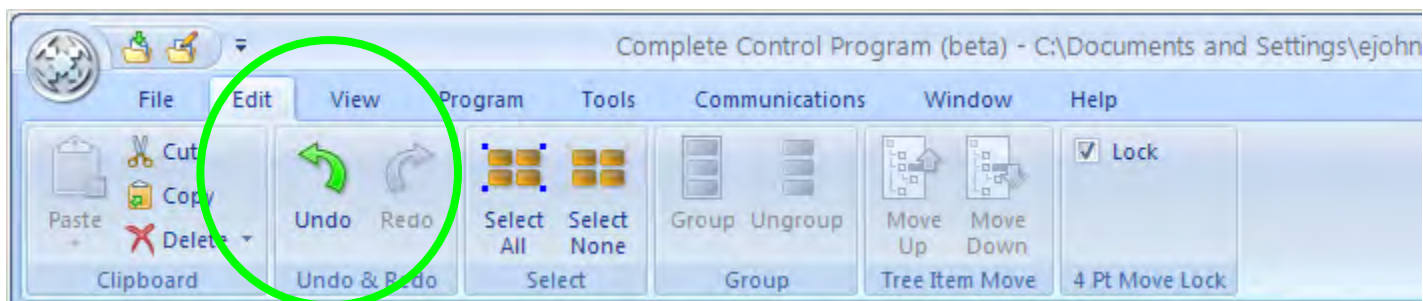 Complete Control Program (beta) - C:\Documents and Settings\ejohn
File Edit View Program Tools Communications Window Help
Paste
Cut
Copy
Delete
Clipboard
Undo Redo
Undo & Redo
Select All
Select None
Select
Group Ungroup
Group
Move Up
Move Down
Tree Item Move
Lock
4 Pt Move Lock